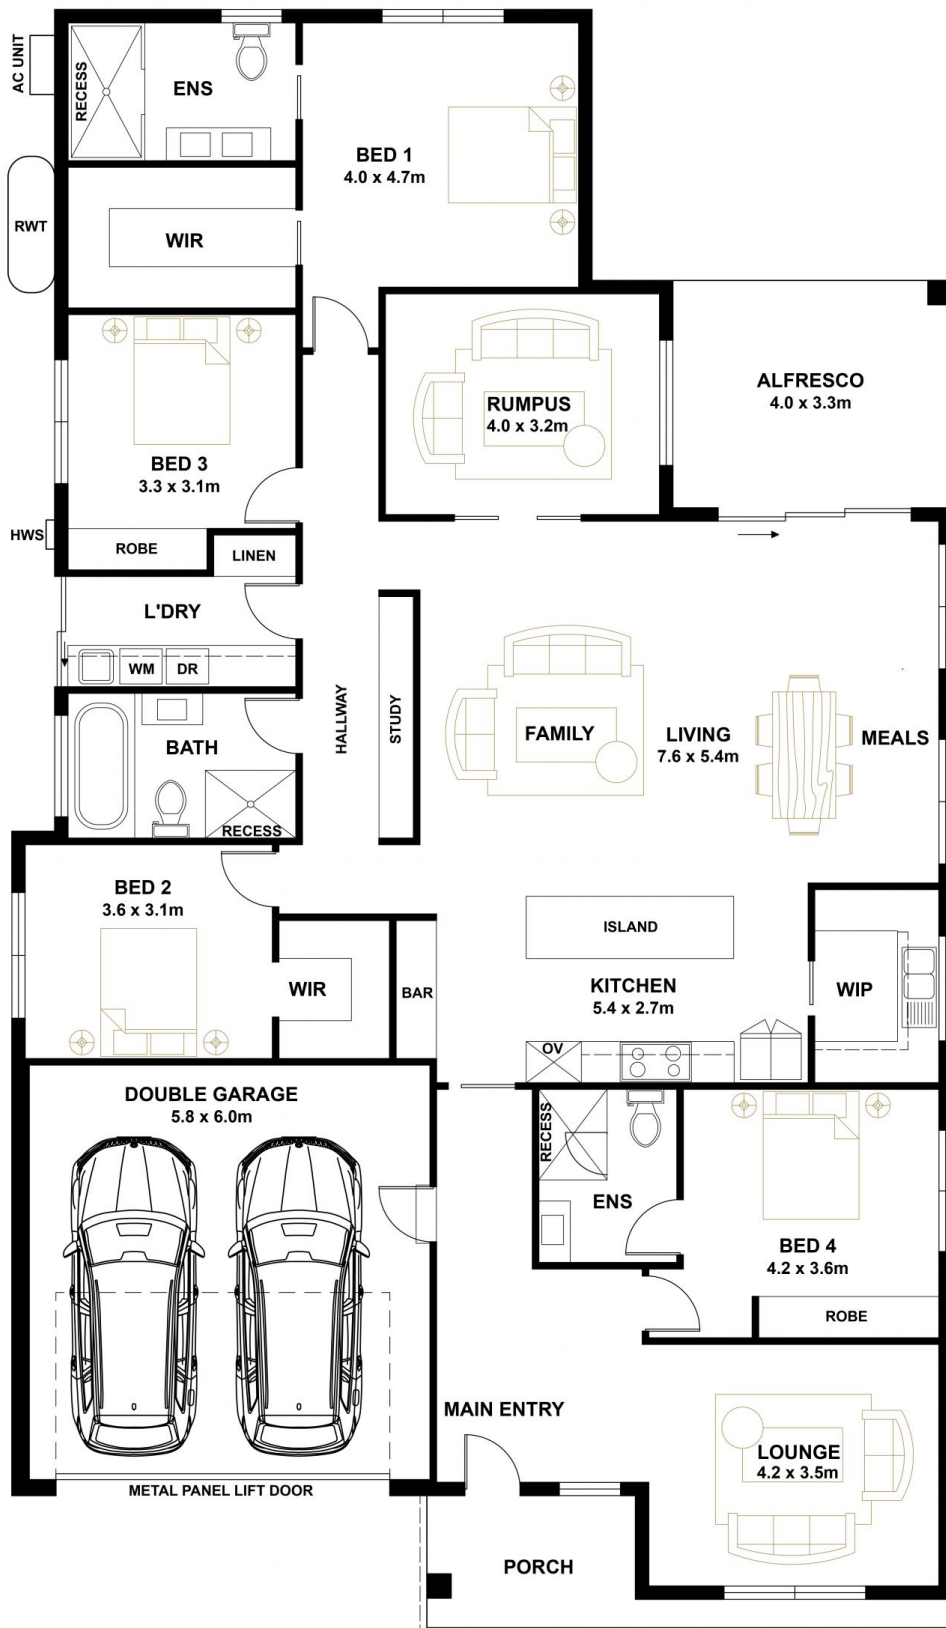 AC UNIT
RECESS
ENS
BED 1
4.0 x 4.7m
RWT
WIR
RUMPUS
4.0 x 3.2m
ALFRESCO
4.0 x 3.3m
BED 3
3.3 x 3.1m
HWS
ROBE
LINEN
L'DRY
WM
DR
HALLWAY
STUDY
FAMILY
LIVING
7.6 x 5.4m
MEALS
BATH
RECESS
BED 2
3.6 x 3.1m
ISLAND
WIR
BAR
KITCHEN
5.4 x 2.7m
WIP
OV
DOUBLE GARAGE
5.8 x 6.0m
RECESS
ENS
BED 4
4.2 x 3.6m
ROBE
MAIN ENTRY
LOUNGE
4.2 x 3.5m
METAL PANEL LIFT DOOR
PORCH